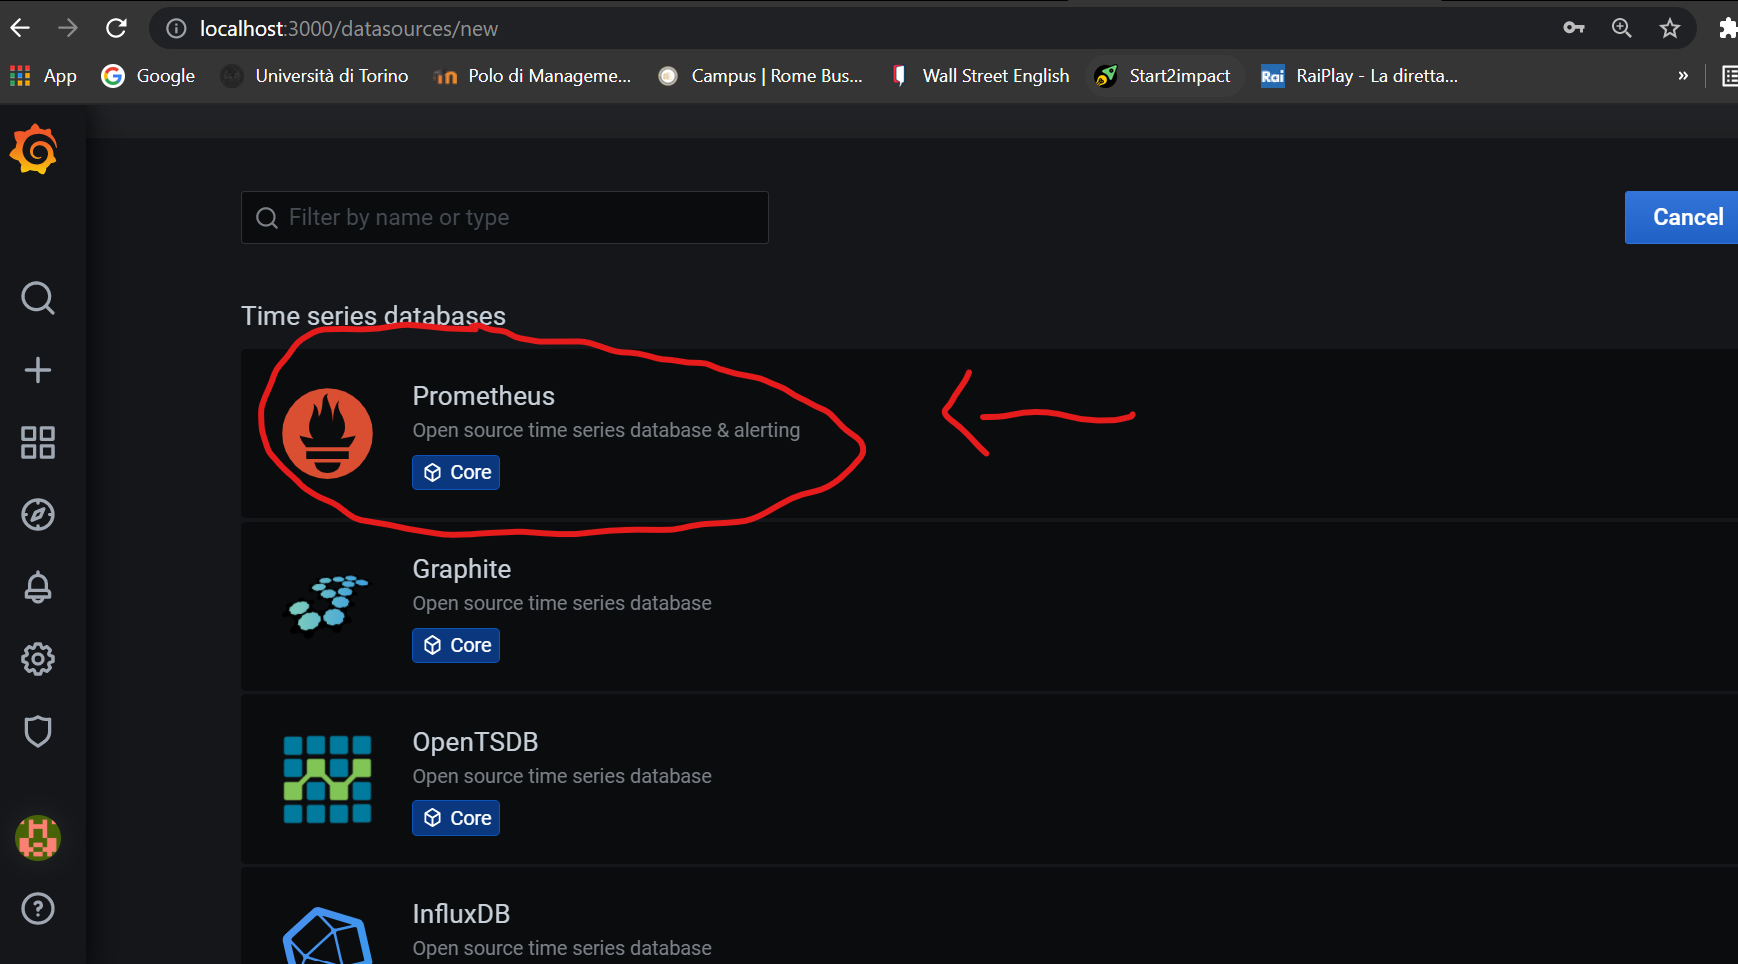 localhost:3000/datasources/new
App Google Università di Torino Polo di Manageme... Campus | Rome Bus... Wall Street English Start2impact Rai RaiPlay - La diretta... »
Filter by name or type
Cancel
Time series databases
Prometheus
Open source time series database & alerting
Core
Graphite
Open source time series database
Core
OpenTSDB
Open source time series database
Core
InfluxDB
Open source time series database